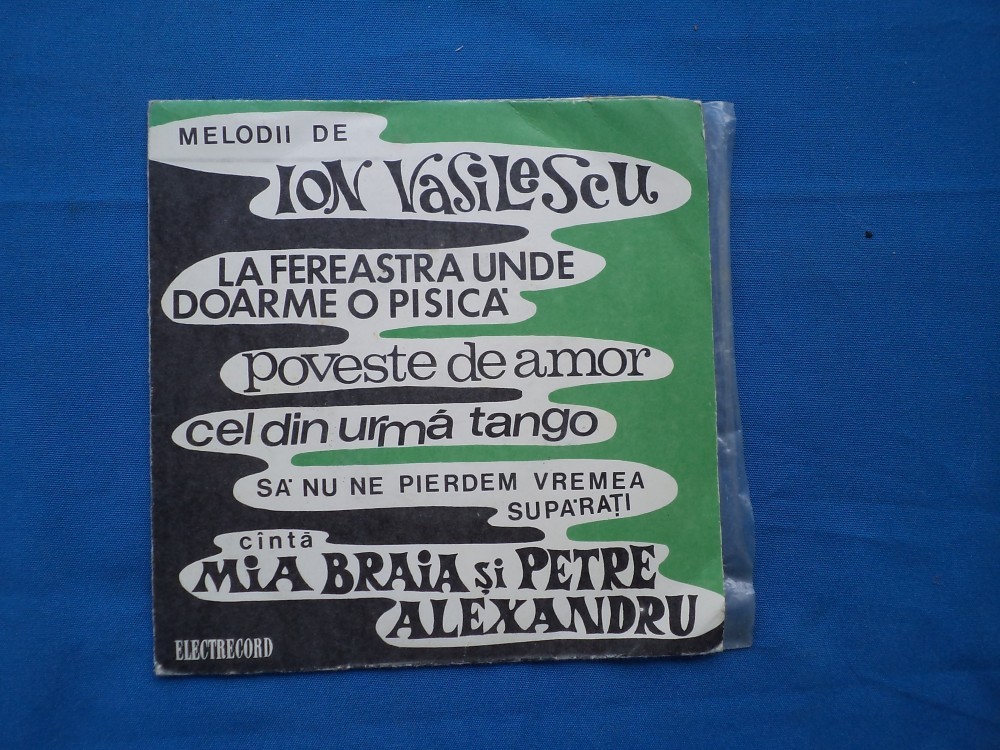 MELODII DE
ION VASILESCU
LA FEREASTRA UNDE
DOARME O PISICĂ
poveste de amor
cel din urmă tango
SĂ NU NE PIERDEM VREMEA
SUPĂRAȚI
cîntă
MiA BRAiA și PETRE
ALEXANDRU
ELECTRECORD